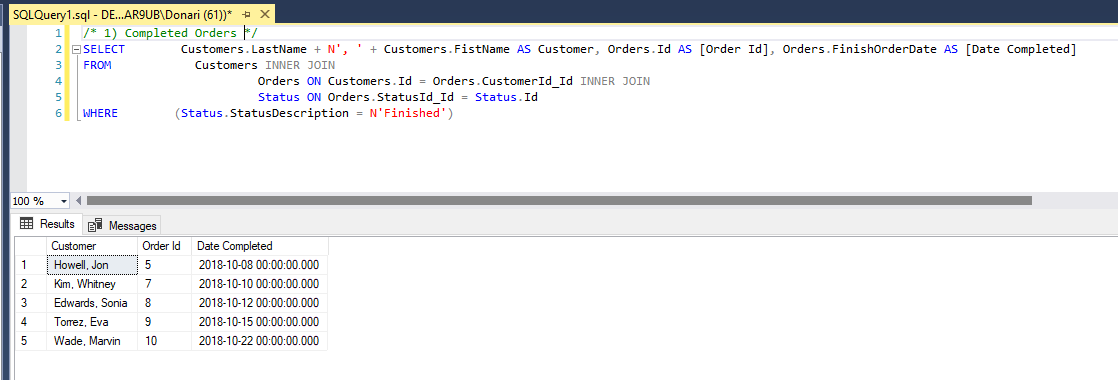 SQLQuery1.sql - DE...AR9UB\Donari (61))*
1 /* 1) Completed Orders */
2 SELECT Customers.LastName + N', ' + Customers.FistName AS Customer, Orders.Id AS [Order Id], Orders.FinishOrderDate AS [Date Completed]
3 FROM Customers INNER JOIN
4 Orders ON Customers.Id = Orders.CustomerId_Id INNER JOIN
5 Status ON Orders.StatusId_Id = Status.Id
6 WHERE (Status.StatusDescription = N'Finished')
100 %
Results Messages
Customer Order Id Date Completed
1 Howell, Jon 5 2018-10-08 00:00:00.000
2 Kim, Whitney 7 2018-10-10 00:00:00.000
3 Edwards, Sonia 8 2018-10-12 00:00:00.000
4 Torrez, Eva 9 2018-10-15 00:00:00.000
5 Wade, Marvin 10 2018-10-22 00:00:00.000